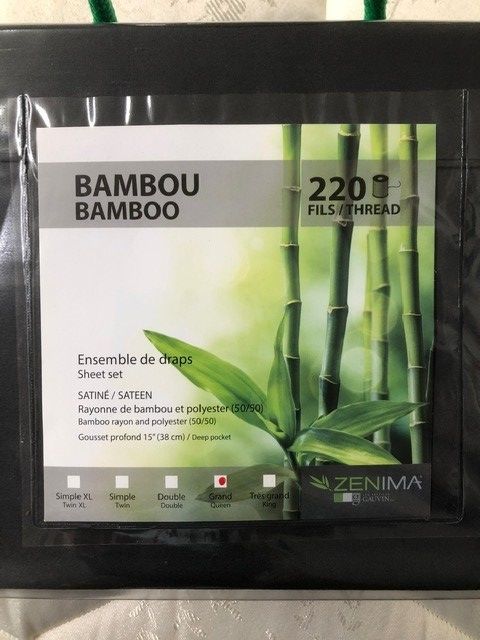 BAMBOU
BAMBOO
220
FILS / THREAD
Ensemble de draps
Sheet set
SATINÉ / SATEEN
Rayonne de bambou et polyester (50/50)
Bamboo rayon and polyester (50/50)
Gousset profond 15" (38 cm) / Deep pocket
Simple XL
Twin XL
Simple
Twin
Double
Double
Grand
Queen
Très grand
King
ZENIMA